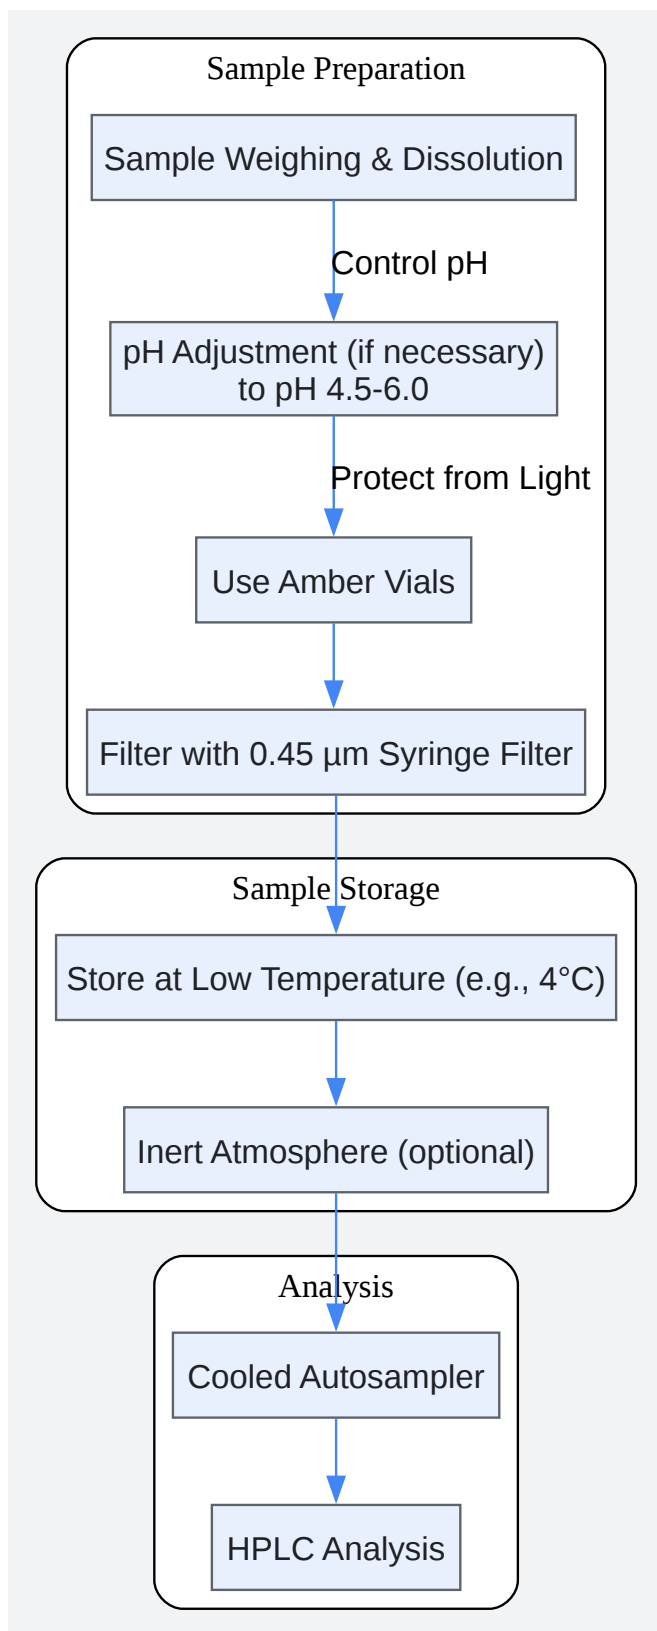 Sample Preparation
Sample Weighing & Dissolution
Control pH
pH Adjustment (if necessary)
to pH 4.5-6.0
Protect from Light
Use Amber Vials
Filter with 0.45 µm Syringe Filter
Sample Storage
Store at Low Temperature (e.g., 4°C)
Inert Atmosphere (optional)
Analysis
Cooled Autosampler
HPLC Analysis